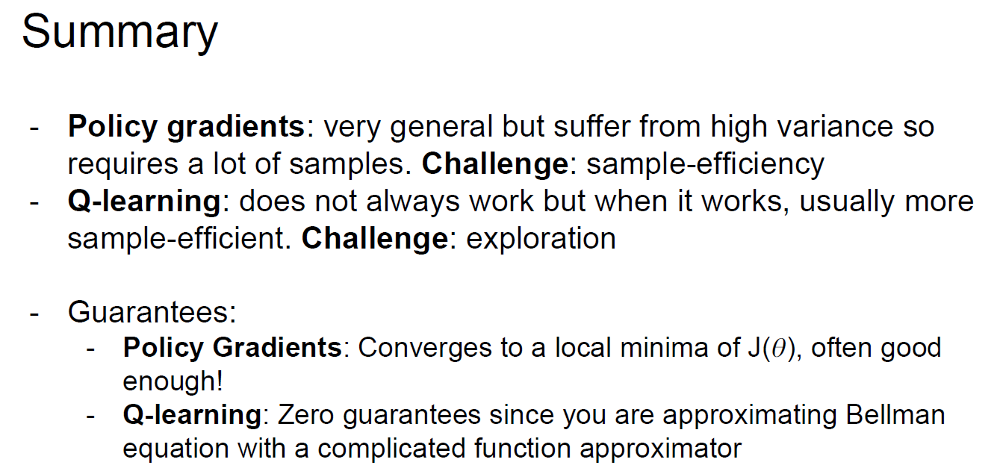 Summary
- Policy gradients: very general but suffer from high variance so
requires a lot of samples. Challenge: sample-efficiency
- Q-learning: does not always work but when it works, usually more
sample-efficient. Challenge: exploration
- Guarantees:
- Policy Gradients: Converges to a local minima of J(θ), often good
enough!
- Q-learning: Zero guarantees since you are approximating Bellman
equation with a complicated function approximator